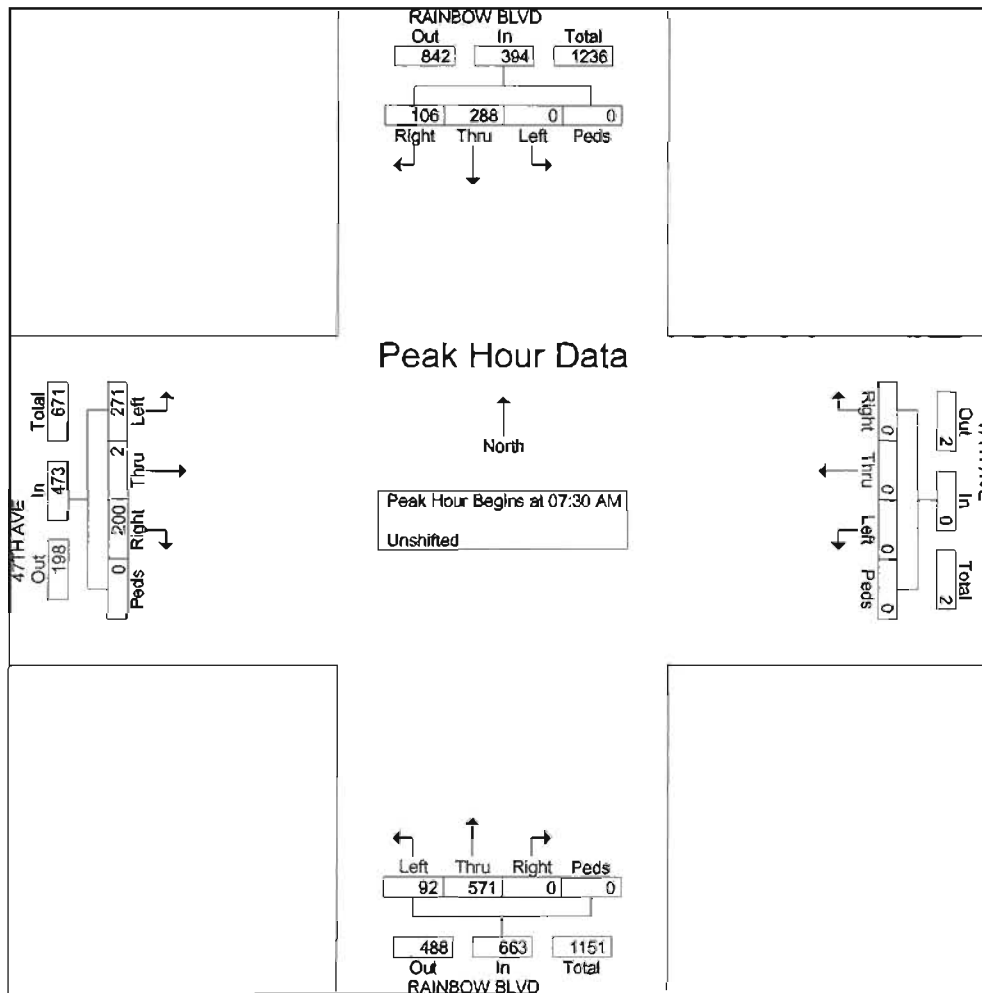 RAINBOW BLVD
Out In Total
842 394 1236
106 288 0 0
Right Thru Left Peds
Peak Hour Data
North
Peak Hour Begins at 07:30 AM
Unshifted
47TH AVE
Out In Total
198 473 671
Left Thru Right Peds
271 2 200 0
Right Thru Left Peds
0 0 0 0
Out In Total
2 0 2
Left Thru Right Peds
92 571 0 0
488 663 1151
Out In Total
RAINBOW BLVD